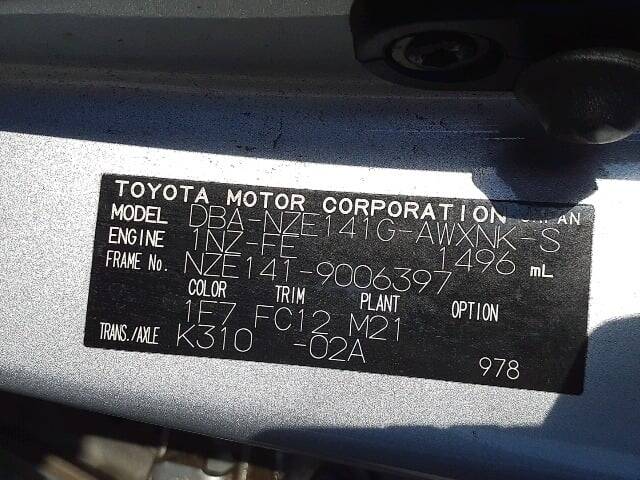 TOYOTA MOTOR CORPORATION JAPAN
MODEL DBA-NZE141G-AWXNK-S
ENGINE 1NZ-FE 1496 mL
FRAME No. NZE141-9006397
COLOR TRIM PLANT OPTION
1E7 FC12 M21
TRANS./AXLE K310 -02A
978